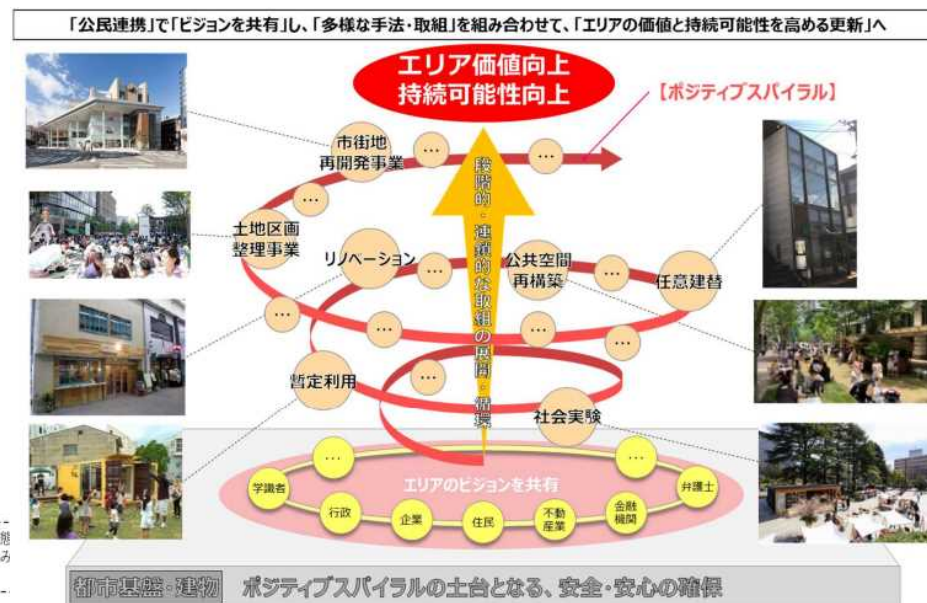 「公民連携」で「ビジョンを共有」し、「多様な手法・取組」を組み合わせて、「エリアの価値と持続可能性を高める更新」へ
エリア価値向上
持続可能性向上
【ポジティブスパイラル】
市街地
再開発事業
…
…
…
土地区画
整理事業
リノベーション
…
公共空間
再構築
…
任意建替
…
…
…
…
暫定利用
…
社会実験
段階的・連鎖的な取組の展開・循環
エリアのビジョンを共有
…
…
学識者
行政
企業
住民
不動
産業
金融
機関
弁護士
態
み
都市基盤・建物 ポジティブスパイラルの土台となる、安全・安心の確保